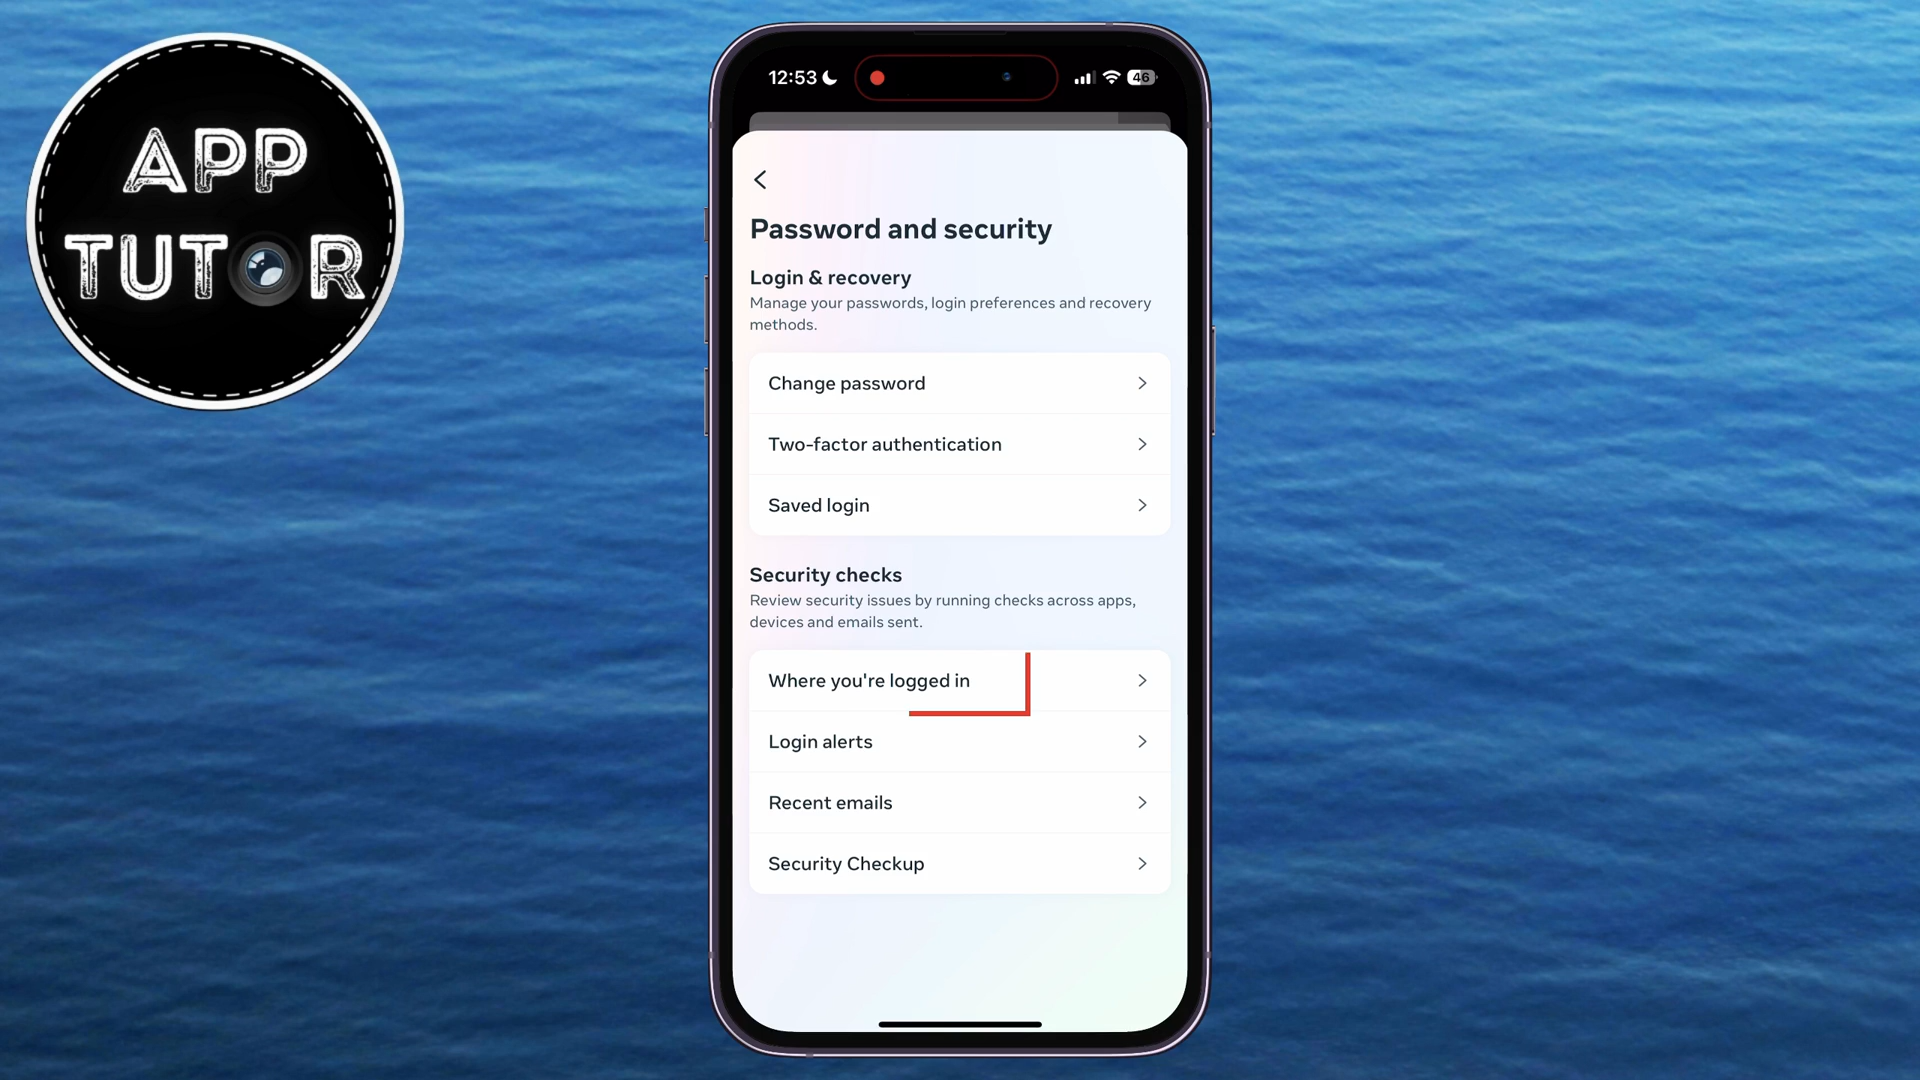 APP
TUTOR
12:53
46
Password and security
Login & recovery
Manage your passwords, login preferences and recovery
methods.
Change password
Two-factor authentication
Saved login
Security checks
Review security issues by running checks across apps,
devices and emails sent.
Where you're logged in
Login alerts
Recent emails
Security Checkup